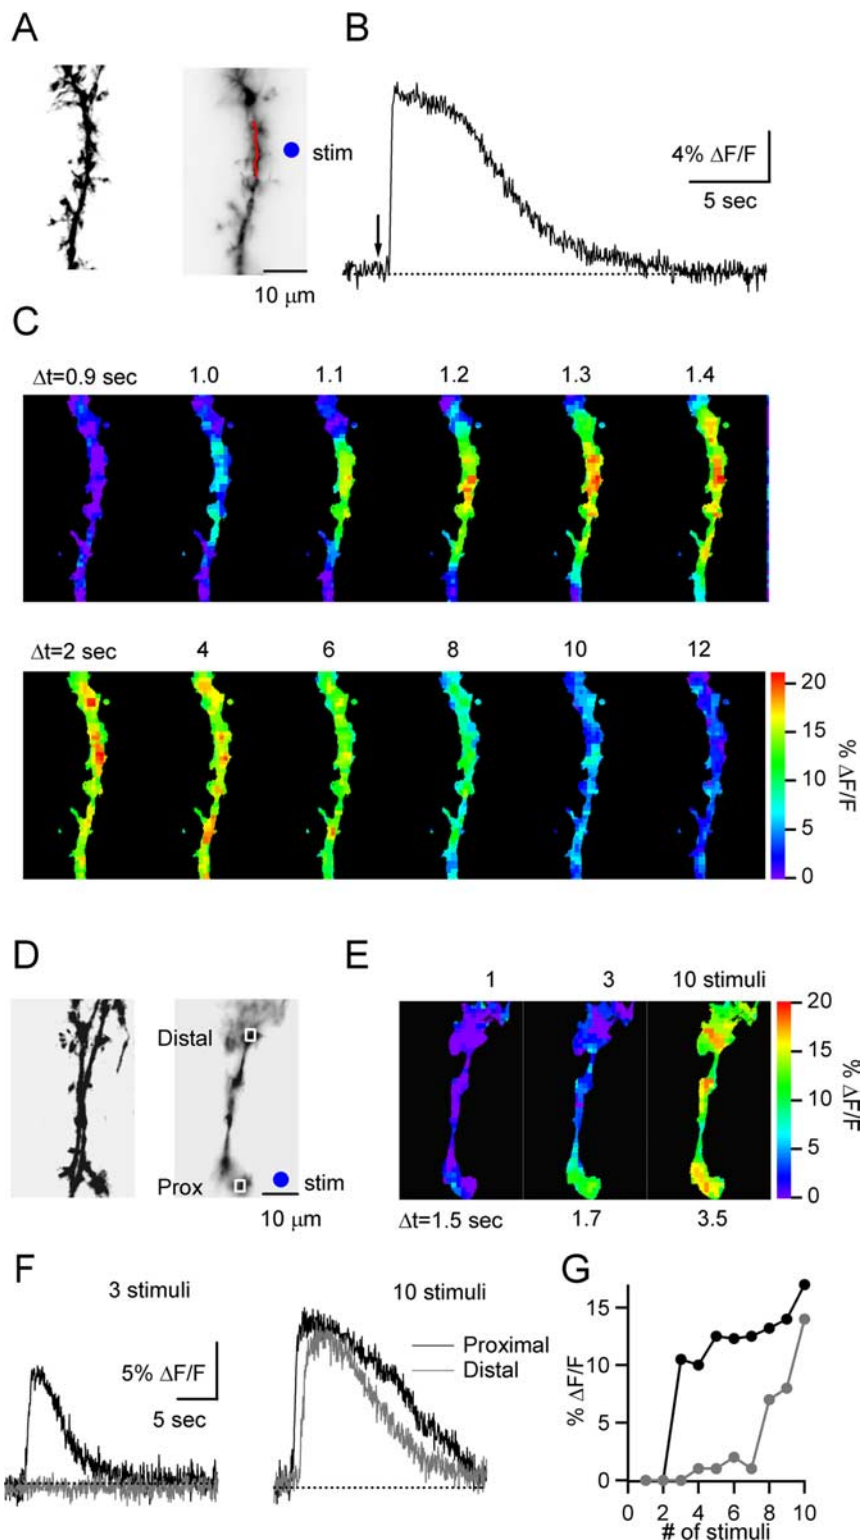 A
B
stim
10 μm
4% ΔF/F
5 sec
C
Δt=0.9 sec 1.0 1.1 1.2 1.3 1.4
Δt=2 sec 4 6 8 10 12
20
15
10
5
0
% ΔF/F
D
E
Distal
Prox
stim
10 μm
1 3 10 stimuli
20
15
10
5
0
% ΔF/F
Δt=1.5 sec 1.7 3.5
F
3 stimuli
10 stimuli
5% ΔF/F
5 sec
Proximal
Distal
G
% ΔF/F
15
10
5
0
0 2 4 6 8 10
# of stimuli